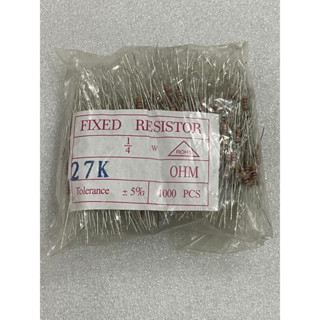 FIXED RESISTOR
1/4 W ROHS
27K OHM
Tolerance ± 5% 1000 PCS